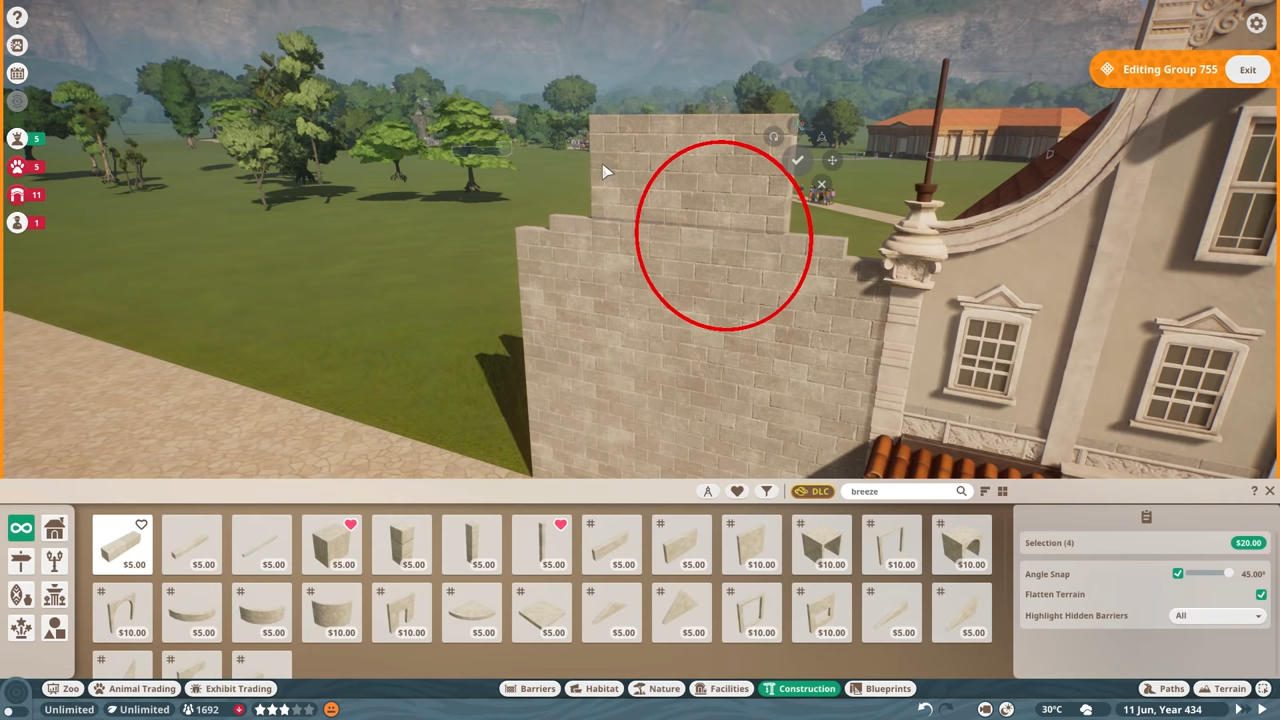 ?
Editing Group 755
Exit
5
5
11
1
DLC
breeze
?
$5.00
$5.00
$5.00
$5.00
$5.00
$5.00
$5.00
$5.00
$5.00
$10.00
$10.00
$10.00
$10.00
$10.00
$5.00
$5.00
$10.00
$10.00
$5.00
$5.00
$5.00
$5.00
$10.00
$10.00
$5.00
$5.00
Selection (4)
$20.00
Angle Snap
45.00°
Flatten Terrain
Highlight Hidden Barriers
All
Zoo
Animal Trading
Exhibit Trading
Barriers
Habitat
Nature
Facilities
Construction
Blueprints
Paths
Terrain
Unlimited
Unlimited
1692
30°C
11 Jun, Year 434